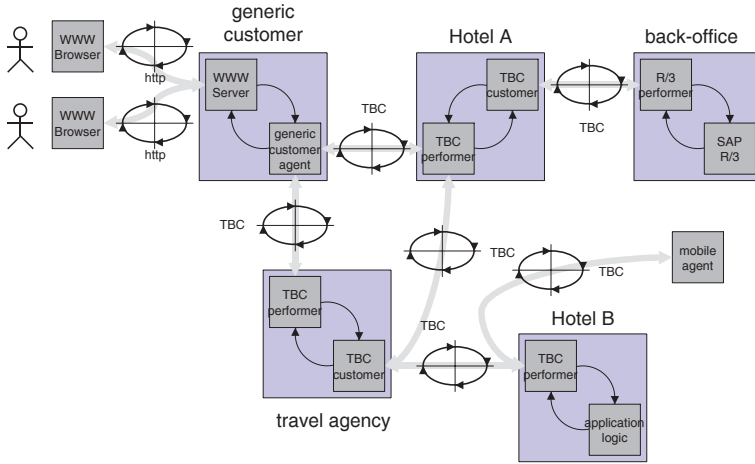 generic
customer
Hotel A
back-office
WWW
Browser
http
WWW
Server
TBC
customer
TBC
R/3
performer
WWW
Browser
http
generic
customer
agent
TBC
TBC
performer
SAP
R/3
TBC
TBC
TBC
TBC
mobile
agent
TBC
performer
TBC
Hotel B
TBC
customer
TBC
performer
travel agency
application
logic